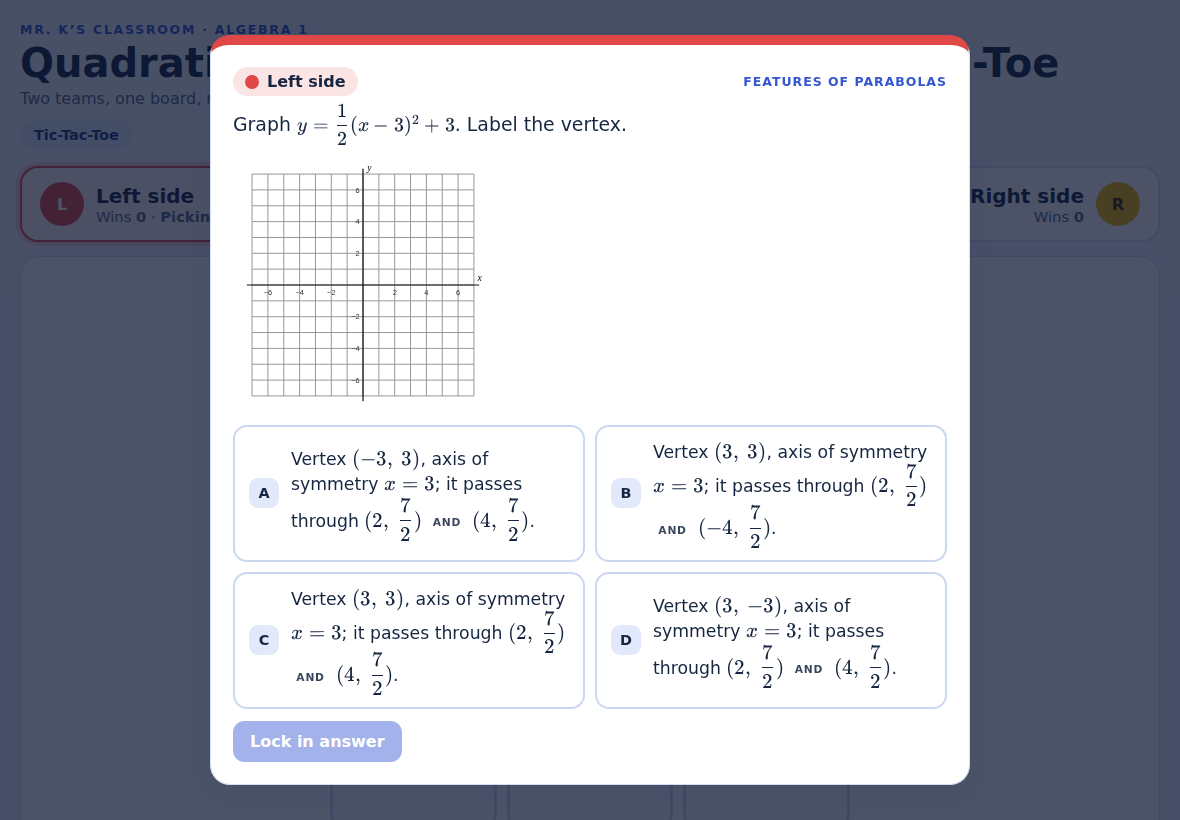 MR. K'S CLASSROOM · ALGEBRA 1
Quadrati
-Toe
Two teams, one board,
Tic-Tac-Toe
L
Left side
Wins 0 ·
Right side
Wins 0
R
Left side
FEATURES OF PARABOLAS
Graph y = 1/2(x − 3)² + 3. Label the vertex.
y
6
4
2
x
−6 −4 −2 2 4 6
−2
−4
−6
A
Vertex (−3, 3), axis of
symmetry x = 3; it passes
through (2, 7/2) AND (4, 7/2).
B
Vertex (3, 3), axis of symmetry
x = 3; it passes through (2, 7/2)
AND (−4, 7/2).
C
Vertex (3, 3), axis of symmetry
x = 3; it passes through (2, 7/2)
AND (4, 7/2).
D
Vertex (3, −3), axis of
symmetry x = 3; it passes
through (2, 7/2) AND (4, 7/2).
Lock in answer